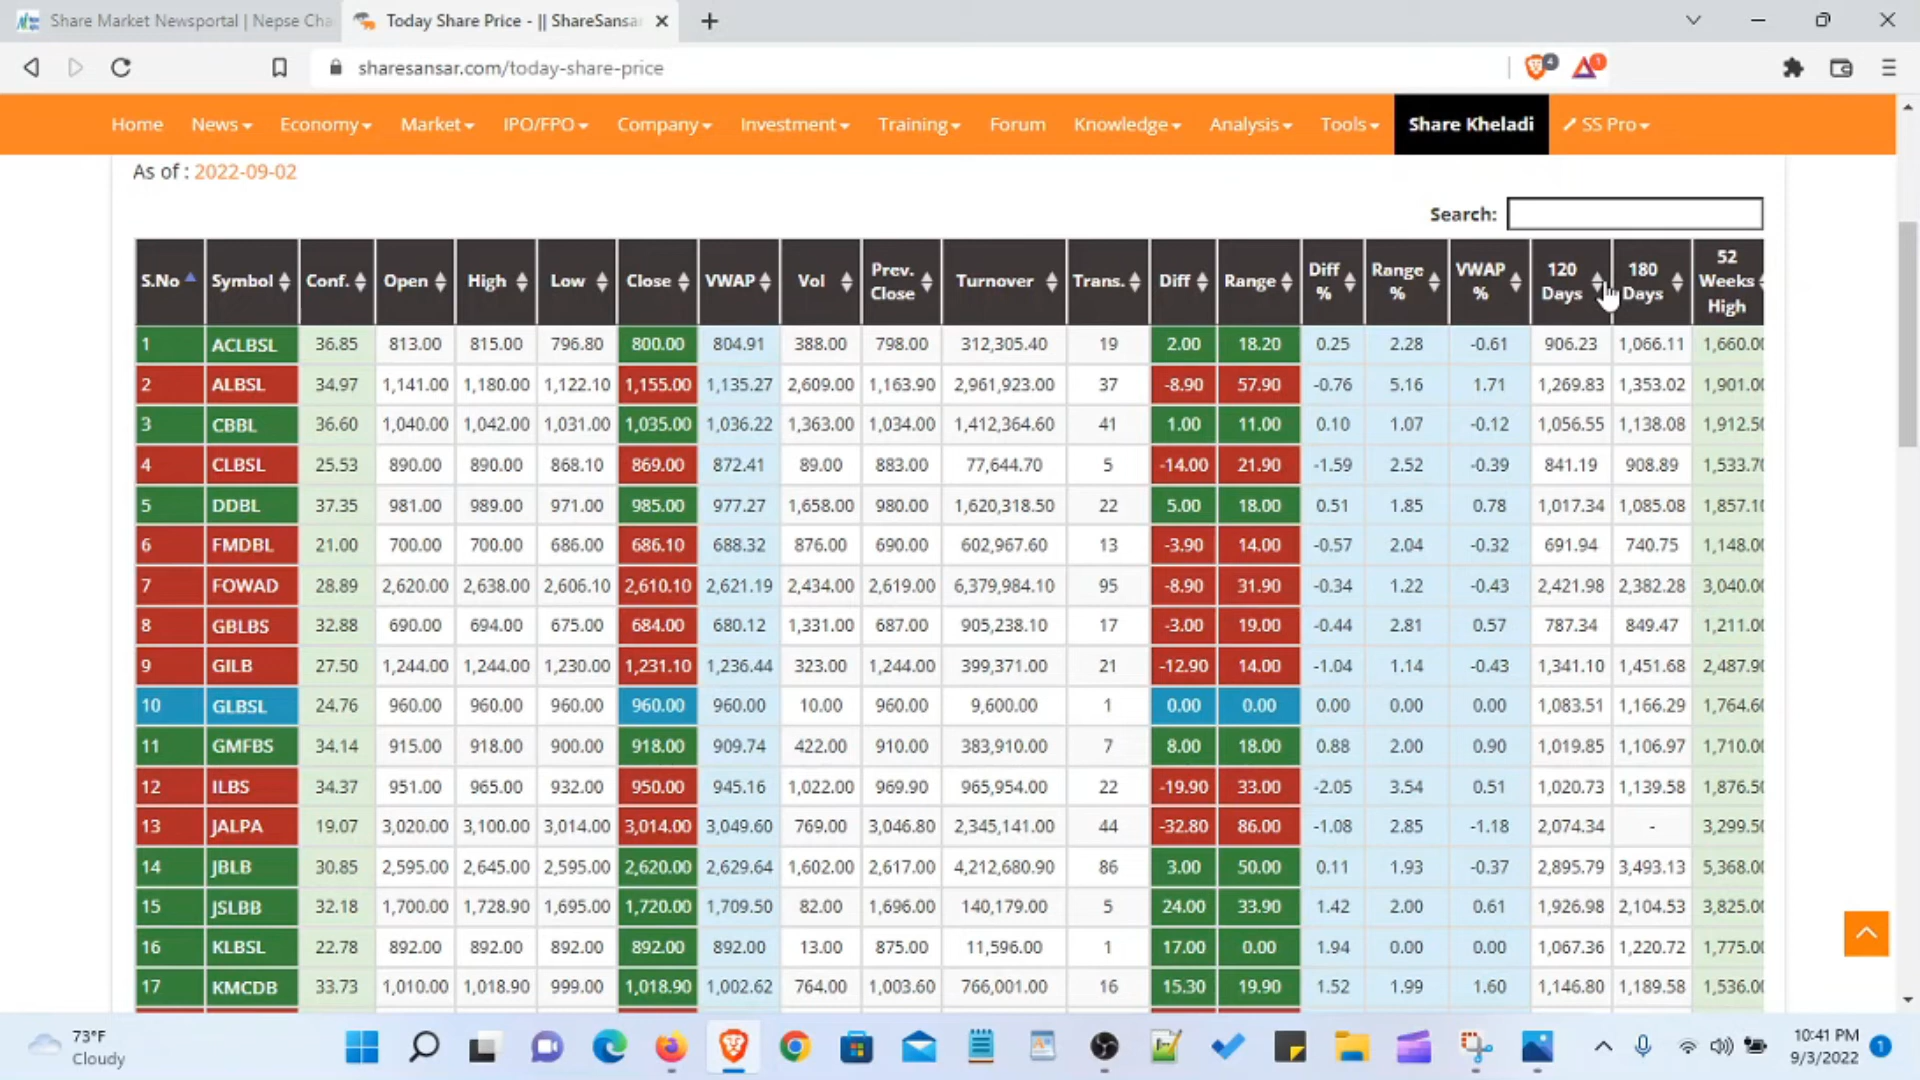 Share Market Newsportal | Nepse Cha
Today Share Price - || ShareSansar
sharesansar.com/today-share-price
4
1
Home News Economy Market IPO/FPO Company Investment Training Forum Knowledge Analysis Tools Share Kheladi SS Pro
As of : 2022-09-02
Search:
S.No Symbol Conf. Open High Low Close VWAP Vol Prev. Close Turnover Trans. Diff Range Diff % Range % VWAP % 120 Days 180 Days 52 Weeks High
1 ACLBSL 36.85 813.00 815.00 796.80 800.00 804.91 388.00 798.00 312,305.40 19 2.00 18.20 0.25 2.28 -0.61 906.23 1,066.11 1,660.00
2 ALBSL 34.97 1,141.00 1,180.00 1,122.10 1,155.00 1,135.27 2,609.00 1,163.90 2,961,923.00 37 -8.90 57.90 -0.76 5.16 1.71 1,269.83 1,353.02 1,901.00
3 CBBL 36.60 1,040.00 1,042.00 1,031.00 1,035.00 1,036.22 1,363.00 1,034.00 1,412,364.60 41 1.00 11.00 0.10 1.07 -0.12 1,056.55 1,138.08 1,912.50
4 CLBSL 25.53 890.00 890.00 868.10 869.00 872.41 89.00 883.00 77,644.70 5 -14.00 21.90 -1.59 2.52 -0.39 841.19 908.89 1,533.70
5 DDBL 37.35 981.00 989.00 971.00 985.00 977.27 1,658.00 980.00 1,620,318.50 22 5.00 18.00 0.51 1.85 0.78 1,017.34 1,085.08 1,857.10
6 FMDBL 21.00 700.00 700.00 686.00 686.10 688.32 876.00 690.00 602,967.60 13 -3.90 14.00 -0.57 2.04 -0.32 691.94 740.75 1,148.00
7 FOWAD 28.89 2,620.00 2,638.00 2,606.10 2,610.10 2,621.19 2,434.00 2,619.00 6,379,984.10 95 -8.90 31.90 -0.34 1.22 -0.43 2,421.98 2,382.28 3,040.00
8 GBLBS 32.88 690.00 694.00 675.00 684.00 680.12 1,331.00 687.00 905,238.10 17 -3.00 19.00 -0.44 2.81 0.57 787.34 849.47 1,211.00
9 GILB 27.50 1,244.00 1,244.00 1,230.00 1,231.10 1,236.44 323.00 1,244.00 399,371.00 21 -12.90 14.00 -1.04 1.14 -0.43 1,341.10 1,451.68 2,487.90
10 GLBSL 24.76 960.00 960.00 960.00 960.00 960.00 10.00 960.00 9,600.00 1 0.00 0.00 0.00 0.00 0.00 1,083.51 1,166.29 1,764.60
11 GMFBS 34.14 915.00 918.00 900.00 918.00 909.74 422.00 910.00 383,910.00 7 8.00 18.00 0.88 2.00 0.90 1,019.85 1,106.97 1,710.00
12 ILBS 34.37 951.00 965.00 932.00 950.00 945.16 1,022.00 969.90 965,954.00 22 -19.90 33.00 -2.05 3.54 0.51 1,020.73 1,139.58 1,876.50
13 JALPA 19.07 3,020.00 3,100.00 3,014.00 3,014.00 3,049.60 769.00 3,046.80 2,345,141.00 44 -32.80 86.00 -1.08 2.85 -1.18 2,074.34 - 3,299.50
14 JBLB 30.85 2,595.00 2,645.00 2,595.00 2,620.00 2,629.64 1,602.00 2,617.00 4,212,680.90 86 3.00 50.00 0.11 1.93 -0.37 2,895.79 3,493.13 5,368.00
15 JSLBB 32.18 1,700.00 1,728.90 1,695.00 1,720.00 1,709.50 82.00 1,696.00 140,179.00 5 24.00 33.90 1.42 2.00 0.61 1,926.98 2,104.53 3,825.00
16 KLBSL 22.78 892.00 892.00 892.00 892.00 892.00 13.00 875.00 11,596.00 1 17.00 0.00 1.94 0.00 0.00 1,067.36 1,220.72 1,775.00
17 KMCDB 33.73 1,010.00 1,018.90 999.00 1,018.90 1,002.62 764.00 1,003.60 766,001.00 16 15.30 19.90 1.52 1.99 1.60 1,146.80 1,189.58 1,536.00
73°F
Cloudy
10:41 PM
9/3/2022
1